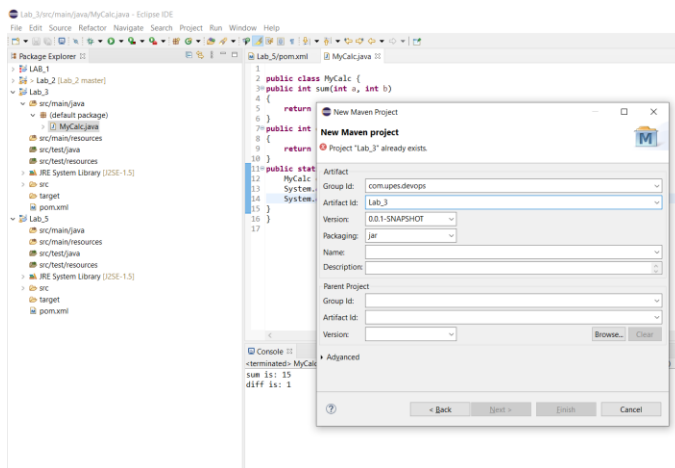 Lab_3/src/main/java/MyCalc.java - Eclipse IDE
File Edit Source Refactor Navigate Search Project Run Window Help
Package Explorer
LAB_1
> Lab_2 [Lab_2 master]
Lab_3
src/main/java
(default package)
MyCalc.java
src/main/resources
src/test/java
src/test/resources
JRE System Library [J2SE-1.5]
src
target
pom.xml
Lab_5
src/main/java
src/main/resources
src/test/java
src/test/resources
JRE System Library [J2SE-1.5]
src
target
pom.xml
Lab_5/pom.xml
MyCalc.java
1
2 public class MyCalc {
3 public int sum(int a, int b)
4 {
5 return
6 }
7 public int
8 {
9 return
10 }
11 public stat
12 MyCalc
13 System.
14 System.
15 }
16 }
17
Console
<terminated> MyCalc
sum is: 15
diff is: 1
New Maven Project
New Maven project
Project "Lab_3" already exists.
M
Artifact
Group Id: com.upes.devops
Artifact Id: Lab_3
Version: 0.0.1-SNAPSHOT
Packaging: jar
Name:
Description:
Parent Project
Group Id:
Artifact Id:
Version:
Browse... Clear
Advanced
? < Back Next > Finish Cancel